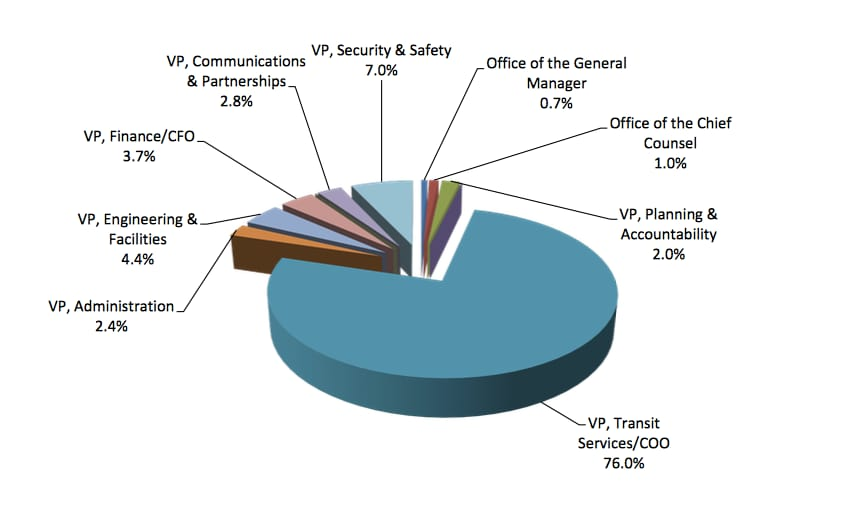 VP, Security & Safety
7.0%
VP, Communications
& Partnerships
2.8%
Office of the General
Manager
0.7%
VP, Finance/CFO
3.7%
Office of the Chief
Counsel
1.0%
VP, Engineering &
Facilities
4.4%
VP, Planning &
Accountability
2.0%
VP, Administration
2.4%
VP, Transit
Services/COO
76.0%